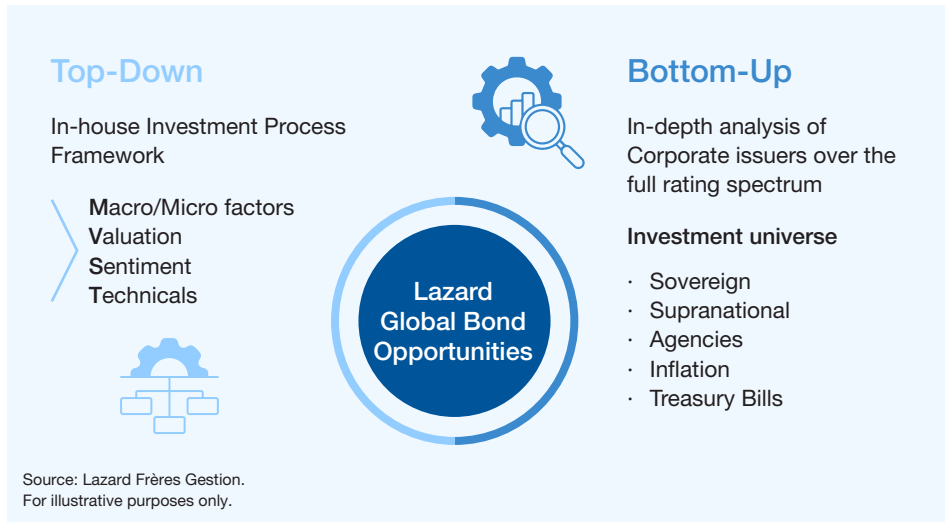 Top-Down
In-house Investment Process
Framework
Macro/Micro factors
Valuation
Sentiment
Technicals
Lazard
Global Bond
Opportunities
Bottom-Up
In-depth analysis of
Corporate issuers over the
full rating spectrum
Investment universe
· Sovereign
· Supranational
· Agencies
· Inflation
· Treasury Bills
Source: Lazard Frères Gestion.
For illustrative purposes only.